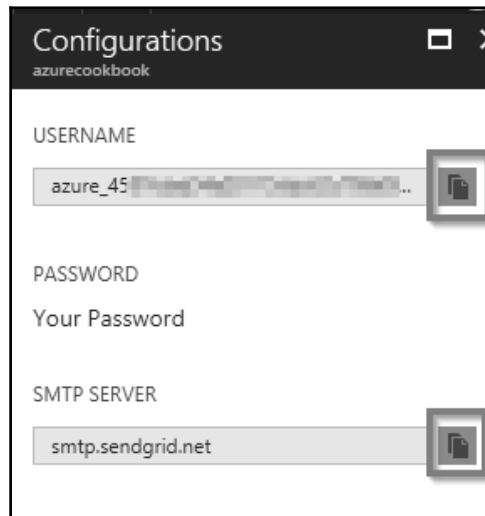 Configurations
azurecookbook
USERNAME
azure_45 ...
PASSWORD
Your Password
SMTP SERVER
smtp.sendgrid.net